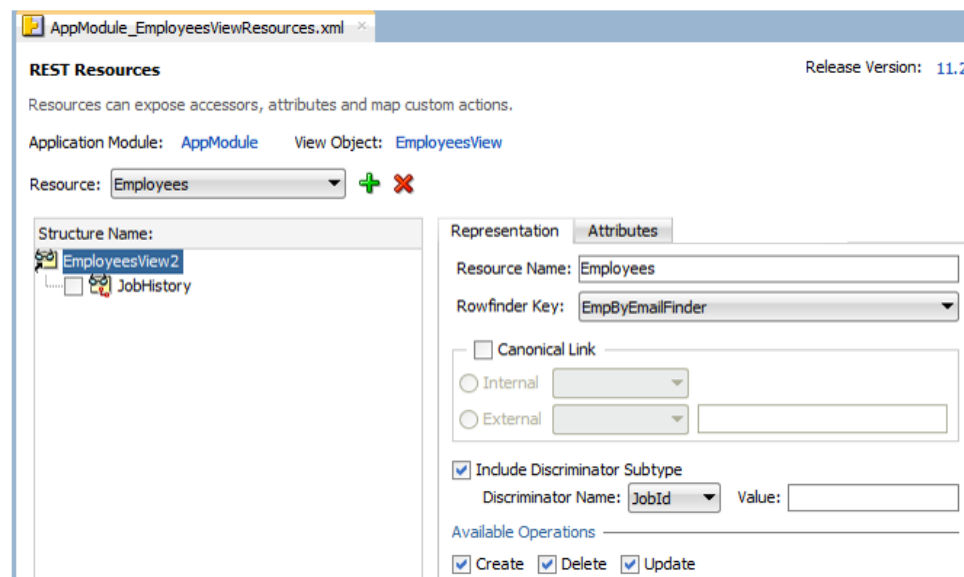 AppModule_EmployeesViewResources.xml
REST Resources
Release Version: 11.2
Resources can expose accessors, attributes and map custom actions.
Application Module: AppModule View Object: EmployeesView
Resource: Employees
Structure Name:
EmployeesView2
JobHistory
Representation Attributes
Resource Name: Employees
Rowfinder Key: EmpByEmailFinder
Canonical Link
Internal
External
Include Discriminator Subtype
Discriminator Name: JobId Value:
Available Operations
Create Delete Update